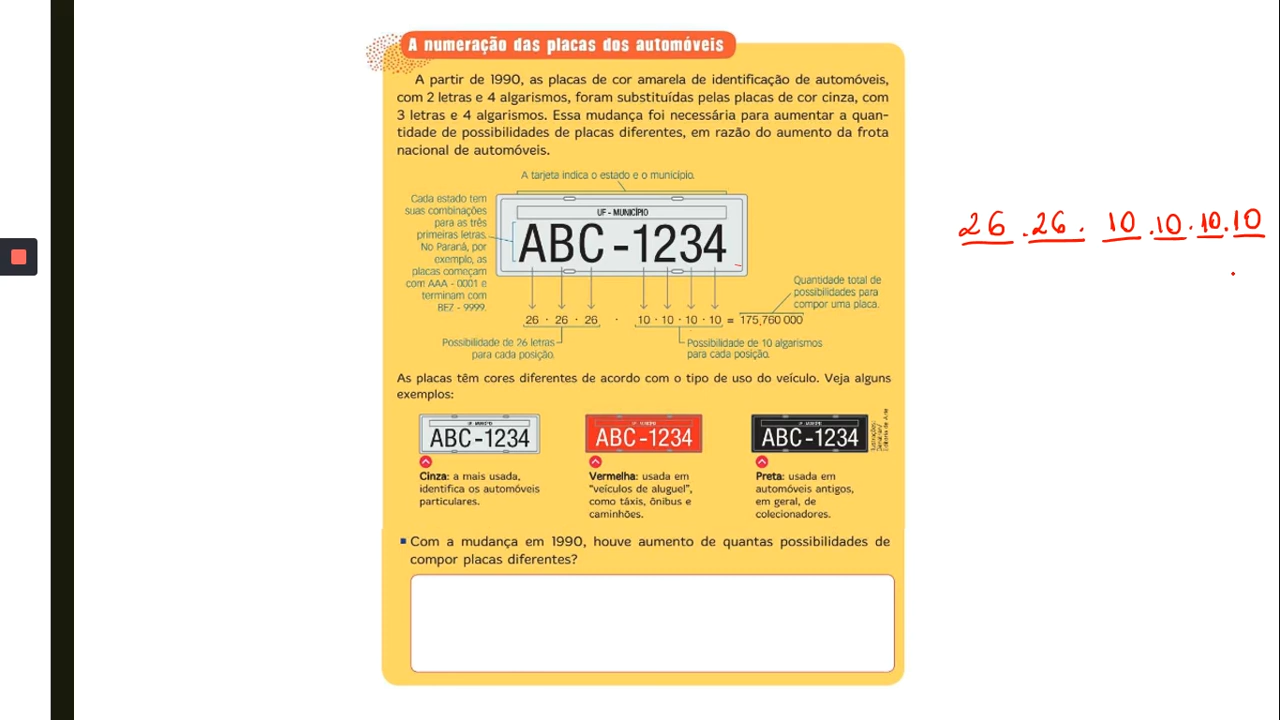 A numeração das placas dos automóveis
A partir de 1990, as placas de cor amarela de identificação de automóveis,
com 2 letras e 4 algarismos, foram substituídas pelas placas de cor cinza, com
3 letras e 4 algarismos. Essa mudança foi necessária para aumentar a quan-
tidade de possibilidades de placas diferentes, em razão do aumento da frota
nacional de automóveis.
A tarjeta indica o estado e o município.
Cada estado tem
suas combinações
para as três
primeiras letras.
No Paraná, por
exemplo, as
placas começam
com AAA - 0001 e
terminam com
BEZ - 9999.
UF - MUNICÍPIO
ABC - 1234
Quantidade total de
possibilidades para
compor uma placa.
26 · 26 · 26 · 10 · 10 · 10 · 10 = 175 760 000
Possibilidade de 26 letras
para cada posição.
Possibilidade de 10 algarismos
para cada posição.
26 . 26 . 10 . 10 . 10 . 10
As placas têm cores diferentes de acordo com o tipo de uso do veículo. Veja alguns
exemplos:
UF - MUNICÍPIO
ABC - 1234
UF - MUNICÍPIO
ABC - 1234
UF - MUNICÍPIO
ABC - 1234
Cinza: a mais usada,
identifica os automóveis
particulares.
Vermelha: usada em
"veículos de aluguel",
como táxis, ônibus e
caminhões.
Preta: usada em
automóveis antigos,
em geral, de
colecionadores.
Com a mudança em 1990, houve aumento de quantas possibilidades de
compor placas diferentes?